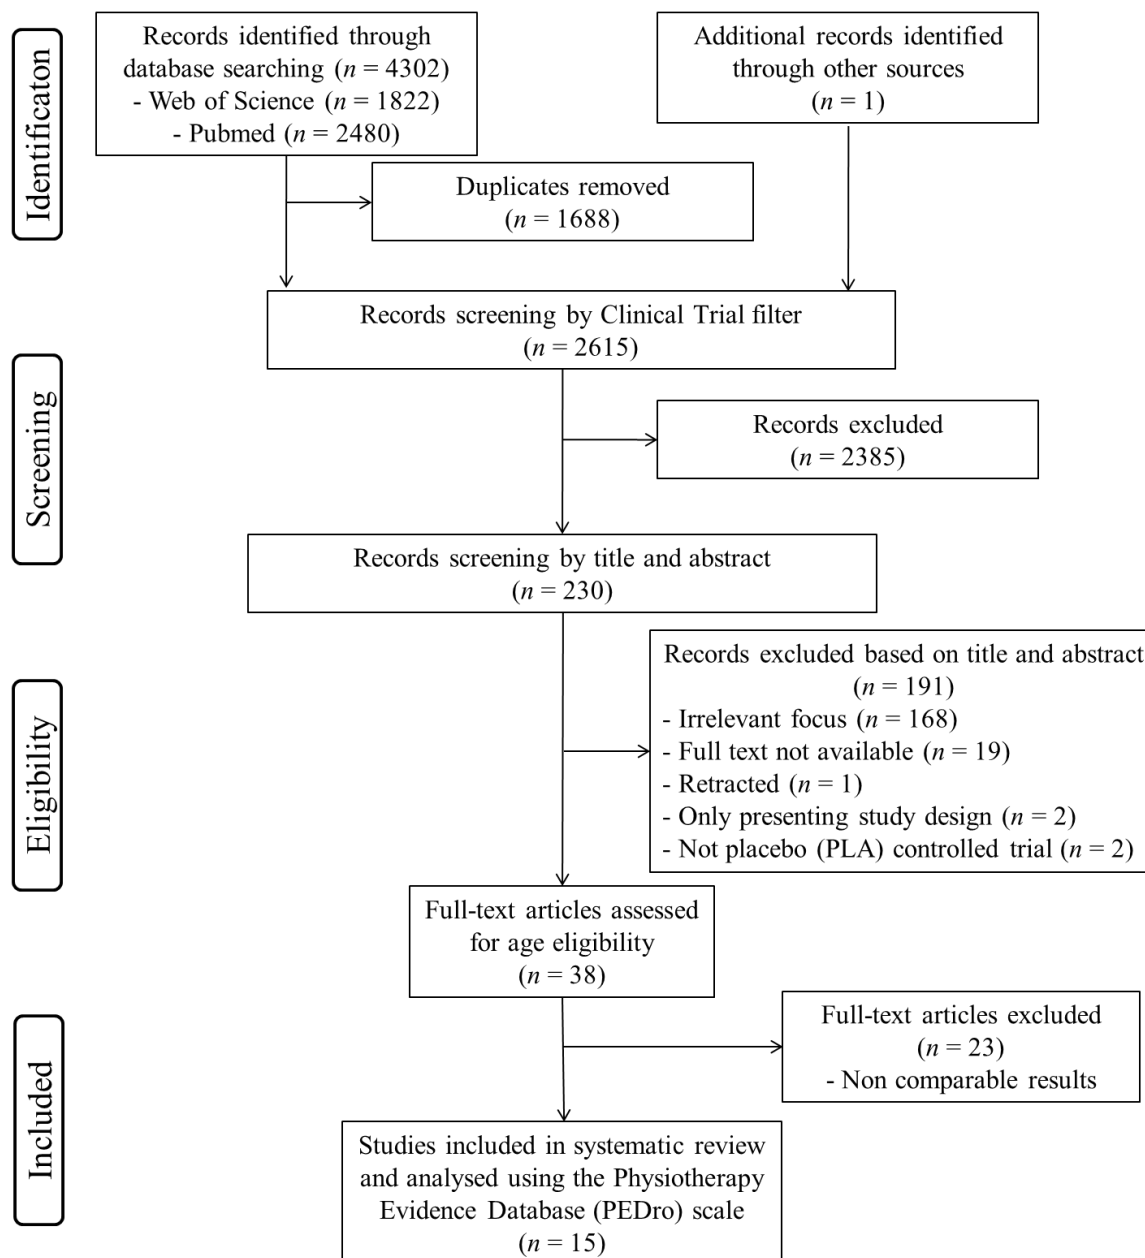 Identificaton
Records identified through
database searching (n = 4302)
- Web of Science (n = 1822)
- Pubmed (n = 2480)
Additional records identified
through other sources
(n = 1)
Duplicates removed
(n = 1688)
Records screening by Clinical Trial filter
(n = 2615)
Screening
Records excluded
(n = 2385)
Records screening by title and abstract
(n = 230)
Eligibility
Records excluded based on title and abstract
(n = 191)
- Irrelevant focus (n = 168)
- Full text not available (n = 19)
- Retracted (n = 1)
- Only presenting study design (n = 2)
- Not placebo (PLA) controlled trial (n = 2)
Full-text articles assessed
for age eligibility
(n = 38)
Included
Full-text articles excluded
(n = 23)
- Non comparable results
Studies included in systematic review
and analysed using the Physiotherapy
Evidence Database (PEDro) scale
(n = 15)